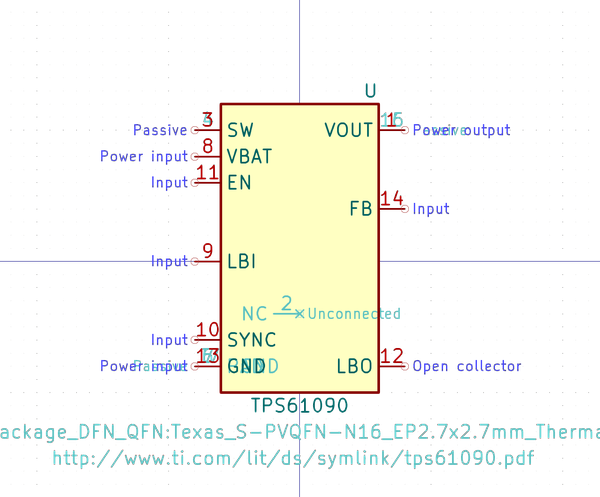 U
3
Passive
SW
VOUT
1
Power output
8
Power input
VBAT
11
Input
EN
14
FB
Input
9
Input
LBI
2
NC
Unconnected
10
Input
SYNC
13
Power input
GND
LBO
12
Open collector
TPS61090
ackage_DFN_QFN:Texas_S-PVQFN-N16_EP2.7x2.7mm_Therma
http://www.ti.com/lit/ds/symlink/tps61090.pdf